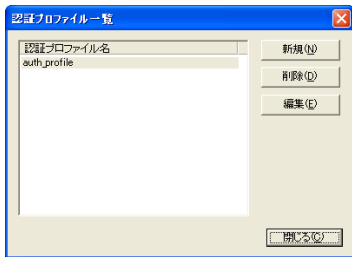 認証プロファイル一覧
認証プロファイル名
auth_profile
新規(N)
削除(D)
編集(E)
閉じる(C)